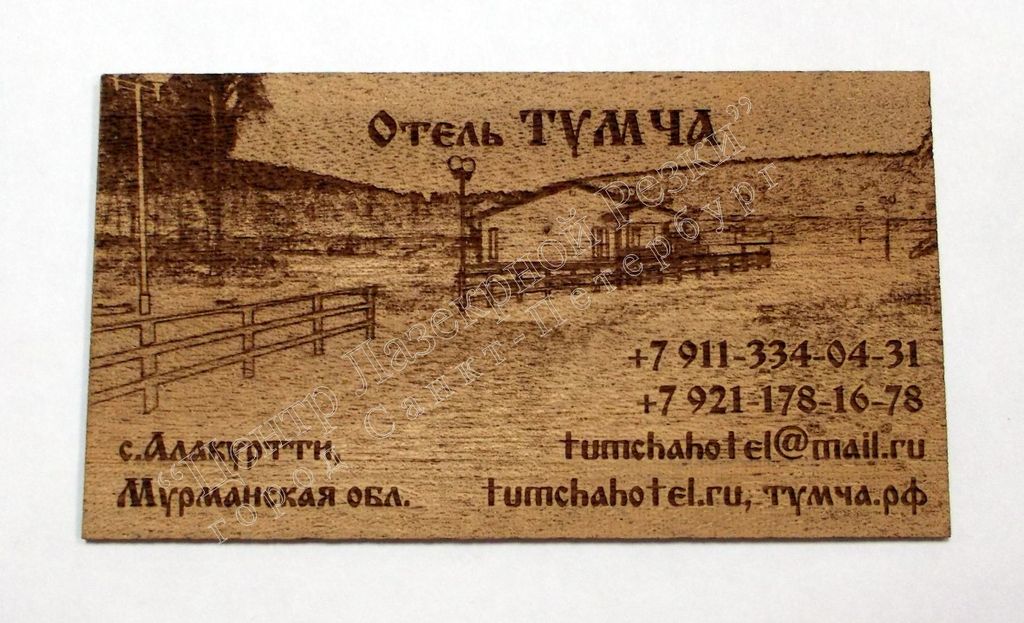 Отель ТУМЧА
+7 911-334-04-31
+7 921-178-16-78
с.Алакуртти,
tumchahotel@mail.ru
Мурманская обл.
tumchahotel.ru, тумча.рф
“Центр Лазекрной Резки”
город Санкт-Петербург